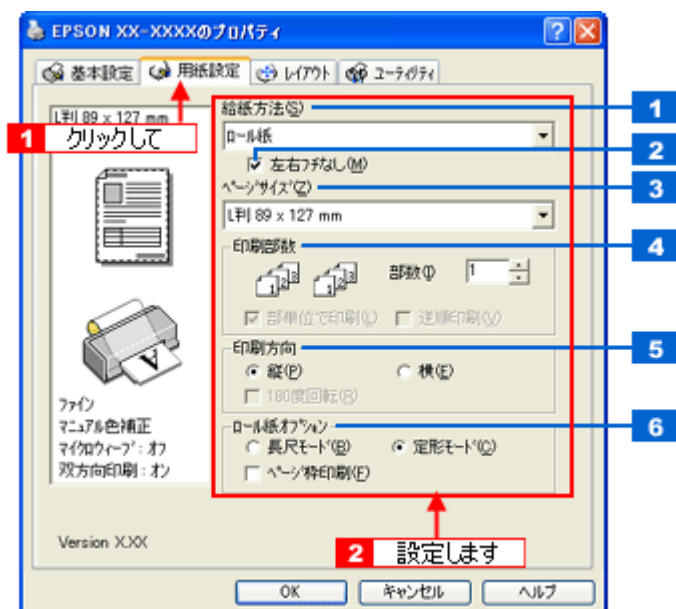 EPSON XX-XXXXのプロパティ
基本設定 用紙設定 レイアウト ユーティリティ
L判 89 x 127 mm
1 クリックして
ファイン
マニュアル色補正
マイクロウィーブ：オフ
双方向印刷：オン
Version X.XX
給紙方法(S) 1
ロール紙
左右フチなし(M) 2
ページサイズ(Z) 3
L判 89 x 127 mm
印刷部数 4
部数(I) 1
部単位で印刷(L) 逆順印刷(V)
印刷方向 5
縦(P) 横(E)
180度回転(R)
ロール紙オプション 6
長尺モード(B) 定形モード(C)
ページ枠印刷(F)
2 設定します
OK キャンセル ヘルプ